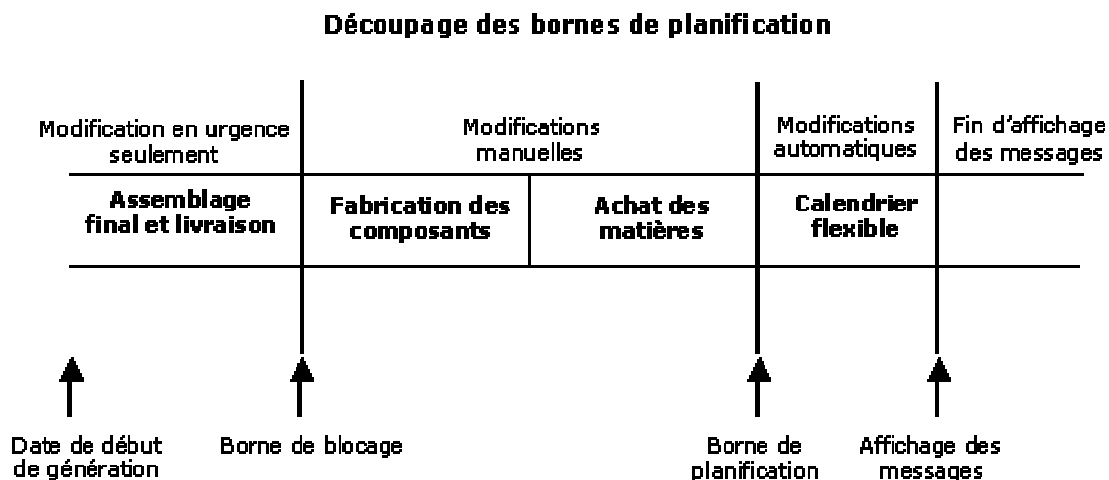 Découpage des bornes de planification
Modification en urgence
seulement
Modifications
manuelles
Modifications
automatiques
Fin d'affichage
des messages
Assemblage
final et livraison
Fabrication des
composants
Achat des
matières
Calendrier
flexible
Date de début
de génération
Borne de blocage
Borne de
planification
Affichage des
messages